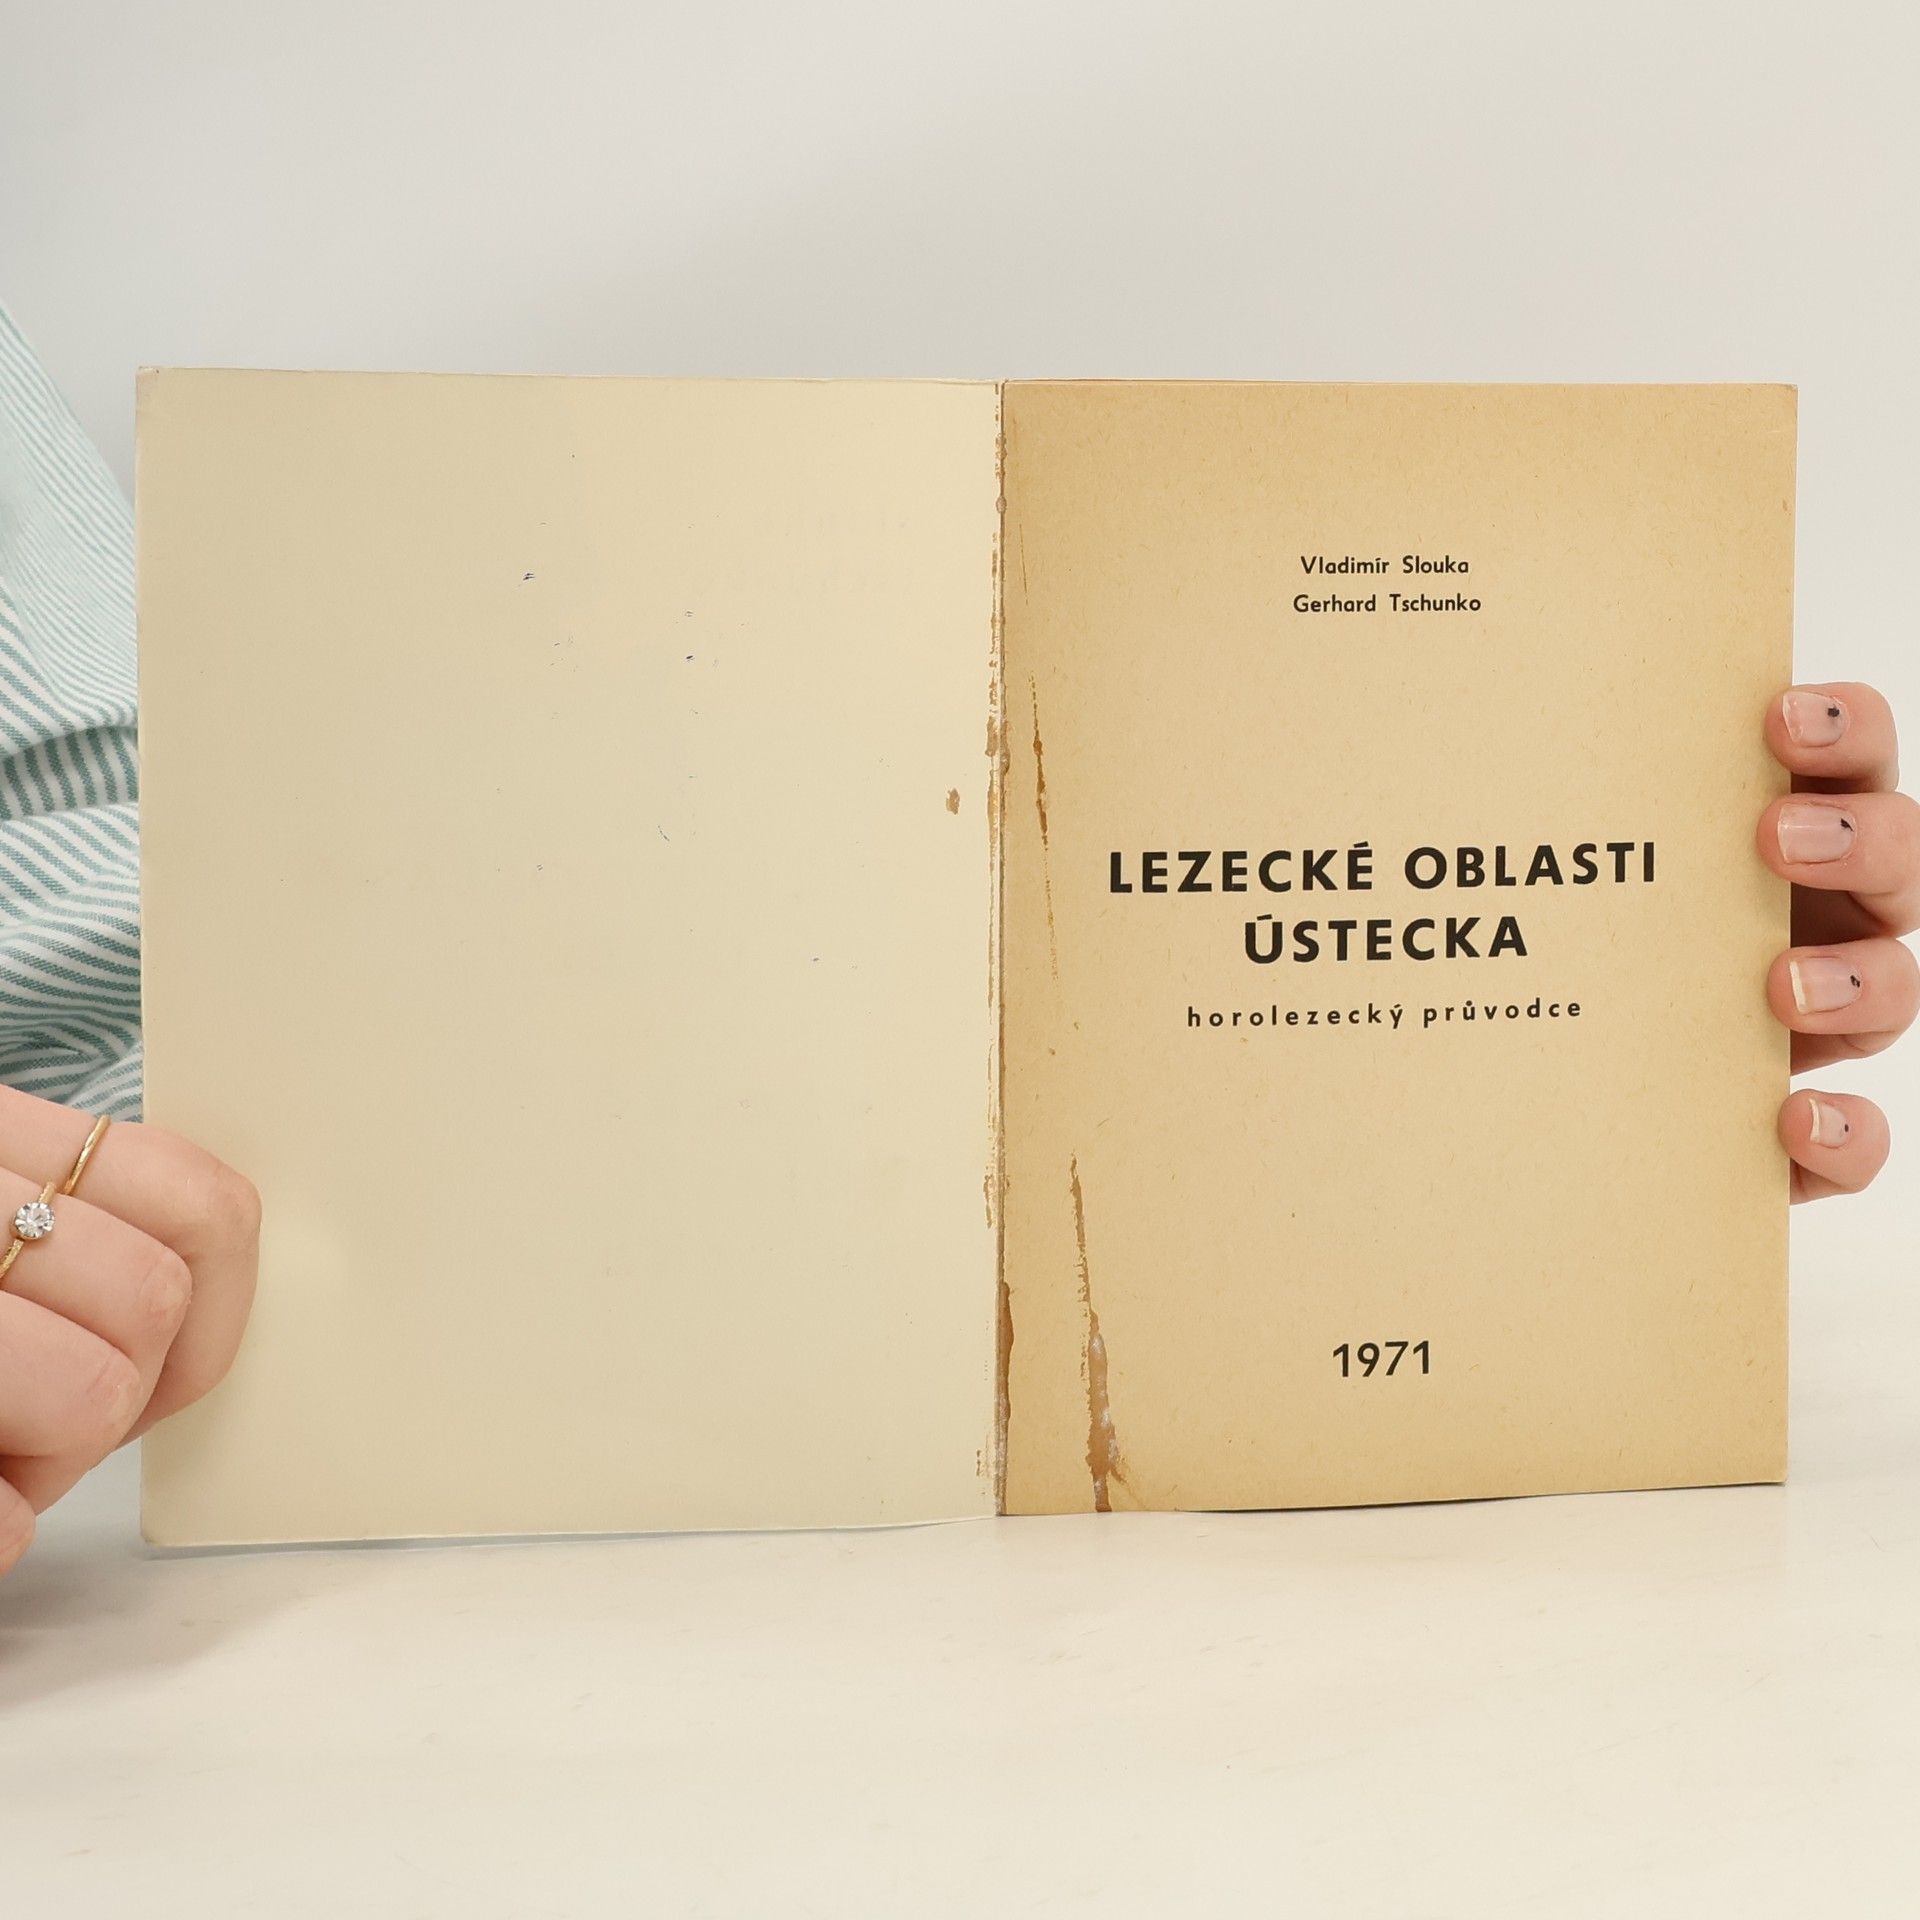 Vladimír Slouka
Gerhard Tschunko
LEZECKÉ OBLASTI
ÚSTECKA
horolezecký průvodce
1971